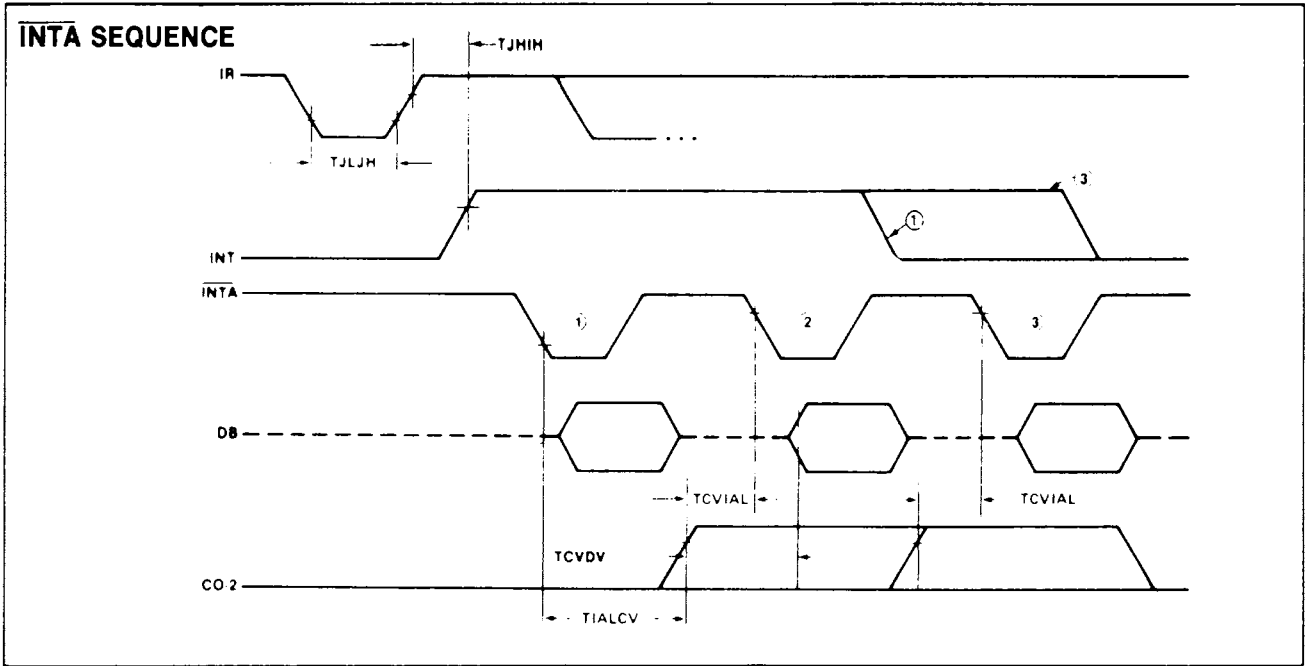 INTA SEQUENCE
TJHIH
IR
TJLJH
...
③
①
INT
INTA
① ② ③
DB
TCVIAL TCVIAL
TCVDV
CO-2
TIALCV